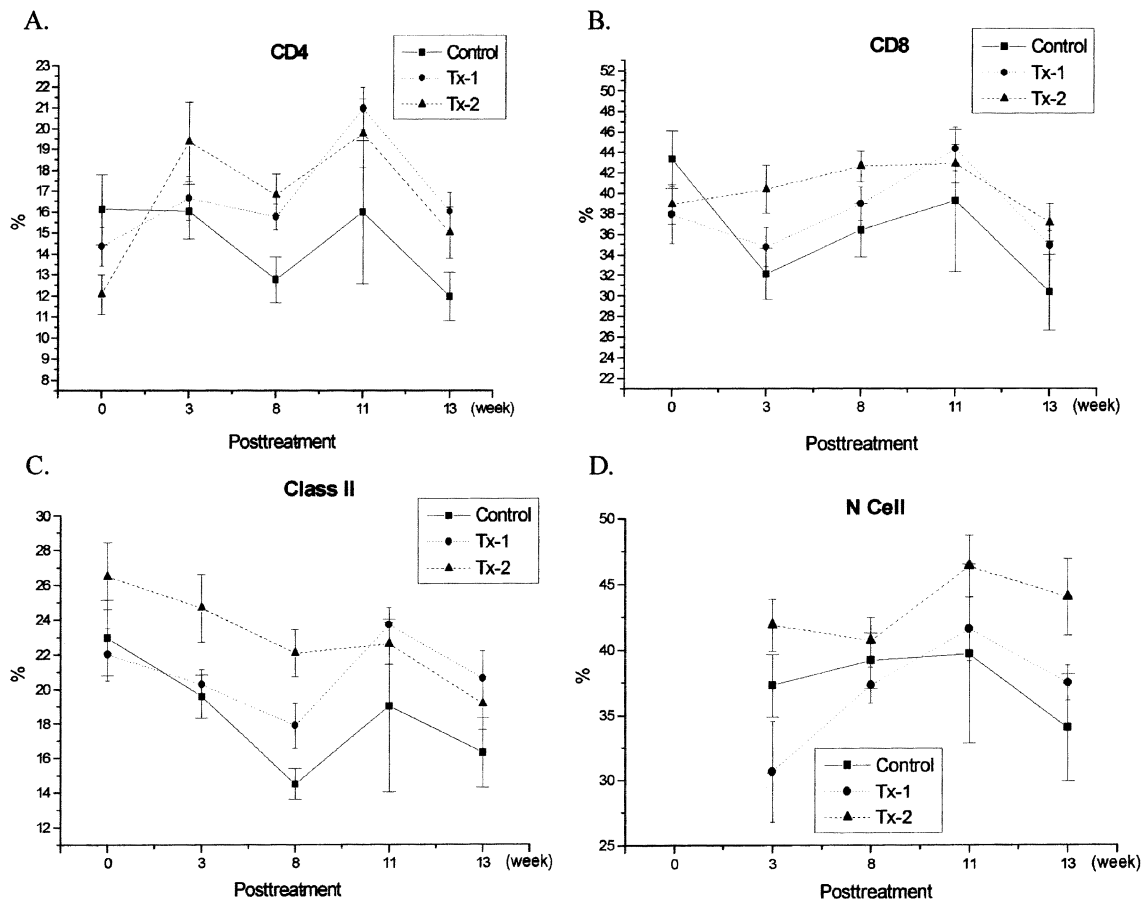 A.
CD4
Control
Tx-1
Tx-2
23
22
21
20
19
18
17
16
15
14
13
12
11
10
9
8
%
0 3 8 11 13 (week)
Posttreatment
B.
CD8
Control
Tx-1
Tx-2
52
50
48
46
44
42
40
38
36
34
32
30
28
26
24
22
%
0 3 8 11 13 (week)
Posttreatment
C.
Class II
Control
Tx-1
Tx-2
30
28
26
24
22
20
18
16
14
12
%
0 3 8 11 13 (week)
Posttreatment
D.
N Cell
50
45
40
35
30
25
%
Control
Tx-1
Tx-2
0 3 8 11 13 (week)
Posttreatment